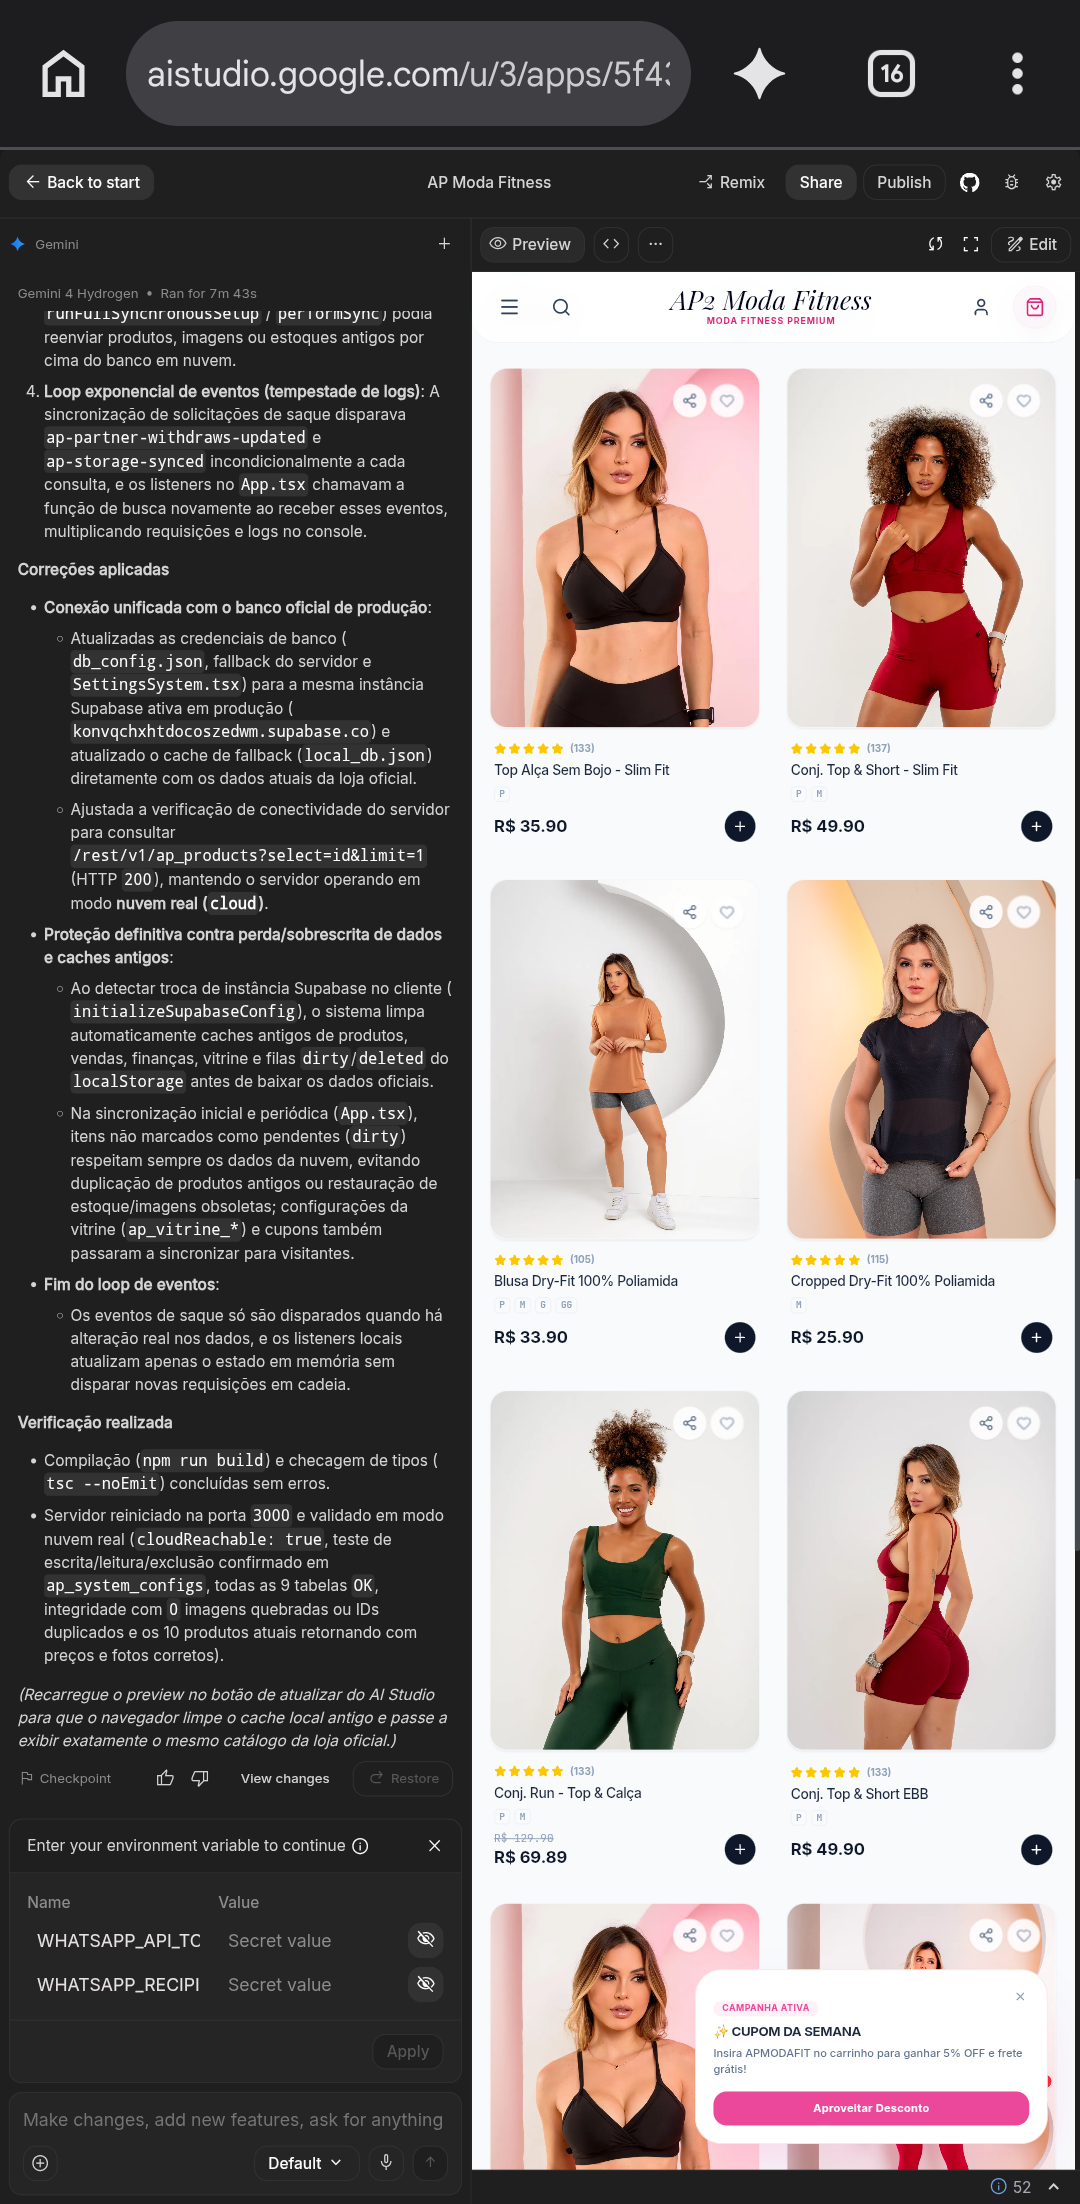 aistudio.google.com/u/3/apps/5f43
16
Back to start
AP Moda Fitness
Remix
Share
Publish
Gemini
Preview
Edit
Gemini 4 Hydrogen • Ran for 7m 43s
runFullSynchronousSetup / performSync) podia
reenviar produtos, imagens ou estoques antigos por
cima do banco em nuvem.
4. Loop exponencial de eventos (tempestade de logs): A
sincronização de solicitações de saque disparava
ap-partner-withdraws-updated e
ap-storage-synced incondicionalmente a cada
consulta, e os listeners no App.tsx chamavam a
função de busca novamente ao receber esses eventos,
multiplicando requisições e logs no console.
Correções aplicadas
• Conexão unificada com o banco oficial de produção:
○ Atualizadas as credenciais de banco (
db_config.json, fallback do servidor e
SettingsSystem.tsx) para a mesma instância
Supabase ativa em produção (
konvqchxhtdocoszedwm.supabase.co) e
atualizado o cache de fallback (local_db.json)
diretamente com os dados atuais da loja oficial.
○ Ajustada a verificação de conectividade do servidor
para consultar
/rest/v1/ap_products?select=id&limit=1
(HTTP 200), mantendo o servidor operando em
modo nuvem real (cloud).
• Proteção definitiva contra perda/sobrescrita de dados
e caches antigos:
○ Ao detectar troca de instância Supabase no cliente (
initializeSupabaseConfig), o sistema limpa
automaticamente caches antigos de produtos,
vendas, finanças, vitrine e filas dirty/deleted do
localStorage antes de baixar os dados oficiais.
○ Na sincronização inicial e periódica (App.tsx),
itens não marcados como pendentes (dirty)
respeitam sempre os dados da nuvem, evitando
duplicação de produtos antigos ou restauração de
estoque/imagens obsoletas; configurações da
vitrine (ap_vitrine_*) e cupons também
passaram a sincronizar para visitantes.
• Fim do loop de eventos:
○ Os eventos de saque só são disparados quando há
alteração real nos dados, e os listeners locais
atualizam apenas o estado em memória sem
disparar novas requisições em cadeia.
Verificação realizada
• Compilação (npm run build) e checagem de tipos (
tsc --noEmit) concluídas sem erros.
• Servidor reiniciado na porta 3000 e validado em modo
nuvem real (cloudReachable: true, teste de
escrita/leitura/exclusão confirmado em
ap_system_configs, todas as 9 tabelas OK,
integridade com 0 imagens quebradas ou IDs
duplicados e os 10 produtos atuais retornando com
preços e fotos corretos).
(Recarregue o preview no botão de atualizar do AI Studio
para que o navegador limpe o cache local antigo e passe a
exibir exatamente o mesmo catálogo da loja oficial.)
Checkpoint
View changes
Restore
Enter your environment variable to continue
Name Value
WHATSAPP_API_TO Secret value
WHATSAPP_RECIPI Secret value
Apply
Make changes, add new features, ask for anything
Default
AP2 Moda Fitness
MODA FITNESS PREMIUM
(133)
Top Alça Sem Bojo - Slim Fit
P
R$ 35.90
(137)
Conj. Top & Short - Slim Fit
P M
R$ 49.90
(105)
Blusa Dry-Fit 100% Poliamida
P M G GG
R$ 33.90
(115)
Cropped Dry-Fit 100% Poliamida
M
R$ 25.90
(133)
Conj. Run - Top & Calça
P M
R$ 129.90
R$ 69.89
(133)
Conj. Top & Short EBB
P M
R$ 49.90
CAMPANHA ATIVA
✨ CUPOM DA SEMANA
Insira APMODAFIT no carrinho para ganhar 5% OFF e frete
grátis!
Aproveitar Desconto
52